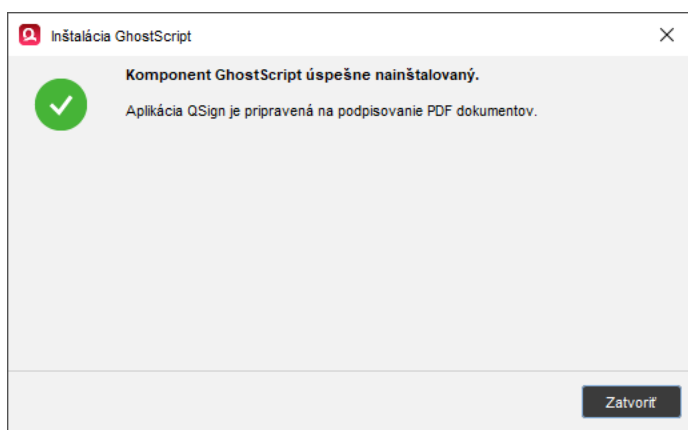 Inštalácia GhostScript
Komponent GhostScript úspešne nainštalovaný.
Aplikácia QSign je pripravená na podpisovanie PDF dokumentov.
Zatvoriť